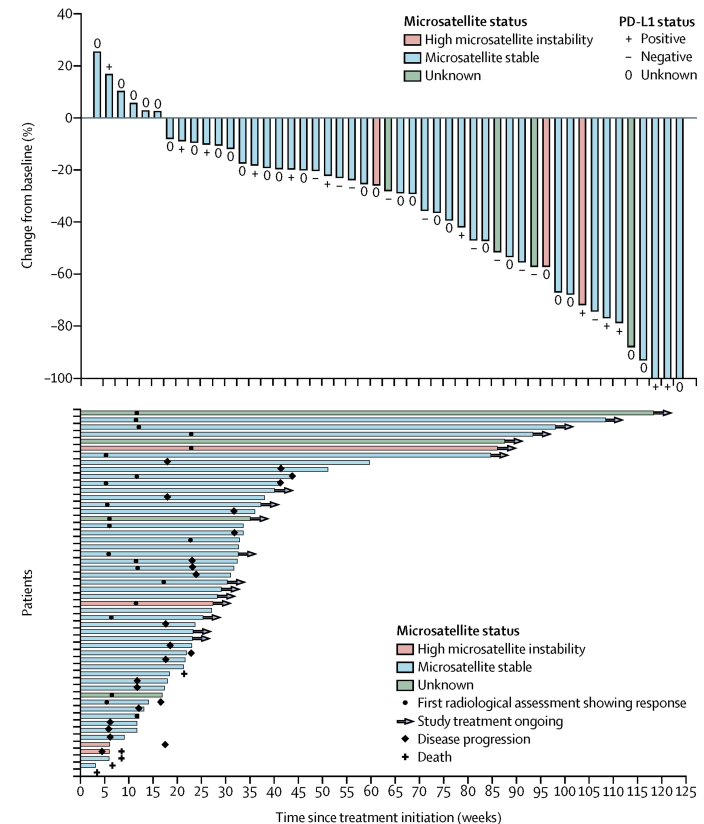 Microsatellite status
High microsatellite instability
Microsatellite stable
Unknown
PD-L1 status
+ Positive
− Negative
0 Unknown
Change from baseline (%)
40
20
0
−20
−40
−60
−80
−100
0 + 0 0 0 0 0 + 0 + 0 0 0 + 0 0 + 0 − + − − 0 0 − 0 0 − 0 0 + − 0 − 0 − − 0 0 0 + − + + 0 0 + + 0
Patients
Microsatellite status
High microsatellite instability
Microsatellite stable
Unknown
First radiological assessment showing response
Study treatment ongoing
Disease progression
Death
0 5 10 15 20 25 30 35 40 45 50 55 60 65 70 75 80 85 90 95 100 105 110 115 120 125
Time since treatment initiation (weeks)